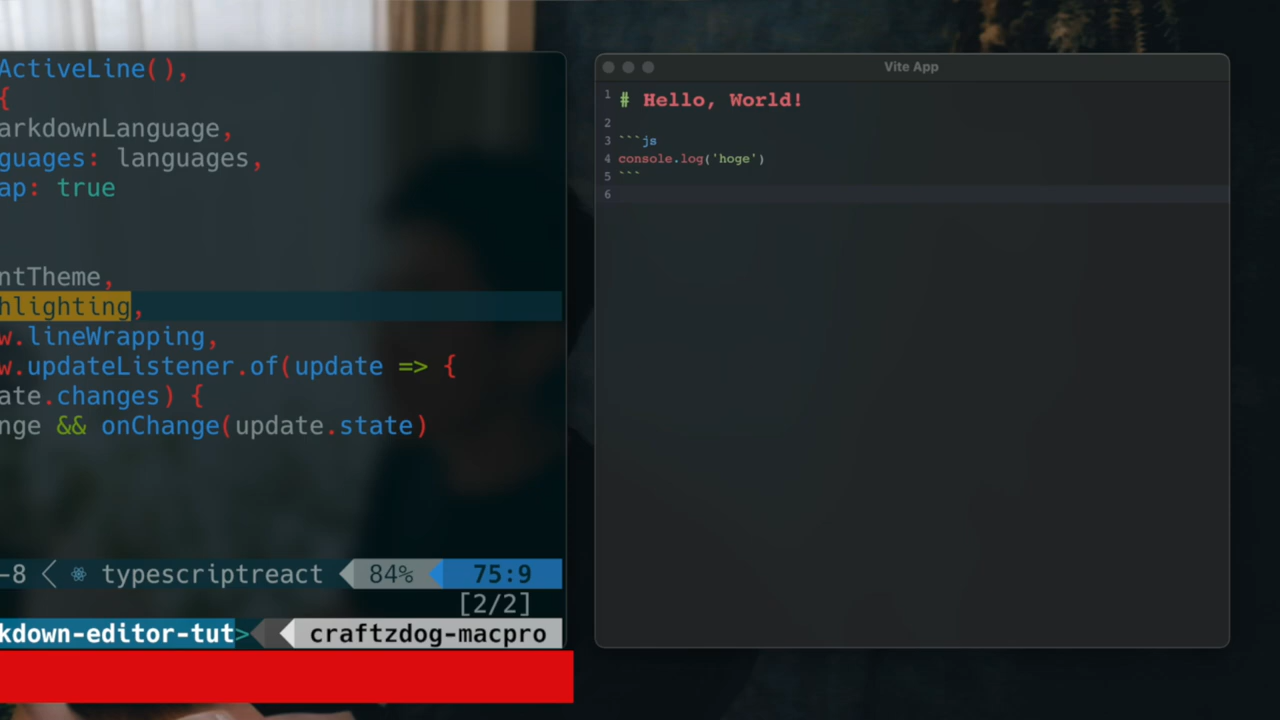 ActiveLine(),
{
arkdownLanguage,
guages: languages,
ap: true
ntTheme,
hlighting,
w.lineWrapping,
w.updateListener.of(update => {
ate.changes) {
nge && onChange(update.state)
-8 typescriptreact 84% 75:9
[2/2]
kdown-editor-tut> craftzdog-macpro
Vite App
1 # Hello, World!
2
3 ```js
4 console.log('hoge')
5 ```
6